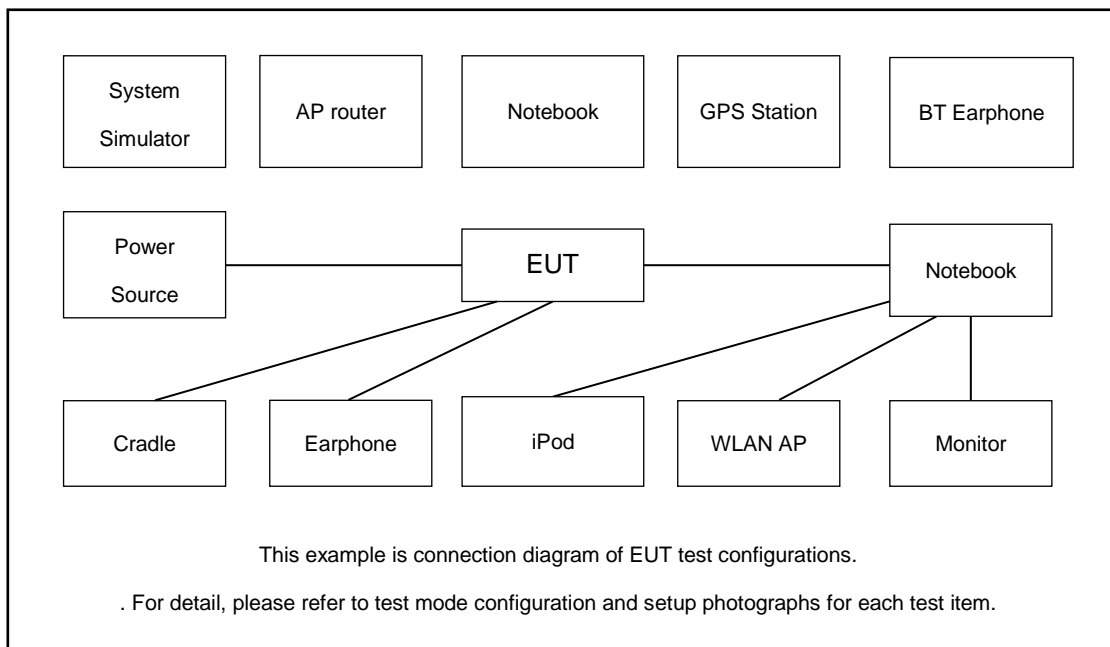 System
Simulator
AP router
Notebook
GPS Station
BT Earphone
Power
Source
EUT
Notebook
Cradle
Earphone
iPod
WLAN AP
Monitor
This example is connection diagram of EUT test configurations.
. For detail, please refer to test mode configuration and setup photographs for each test item.